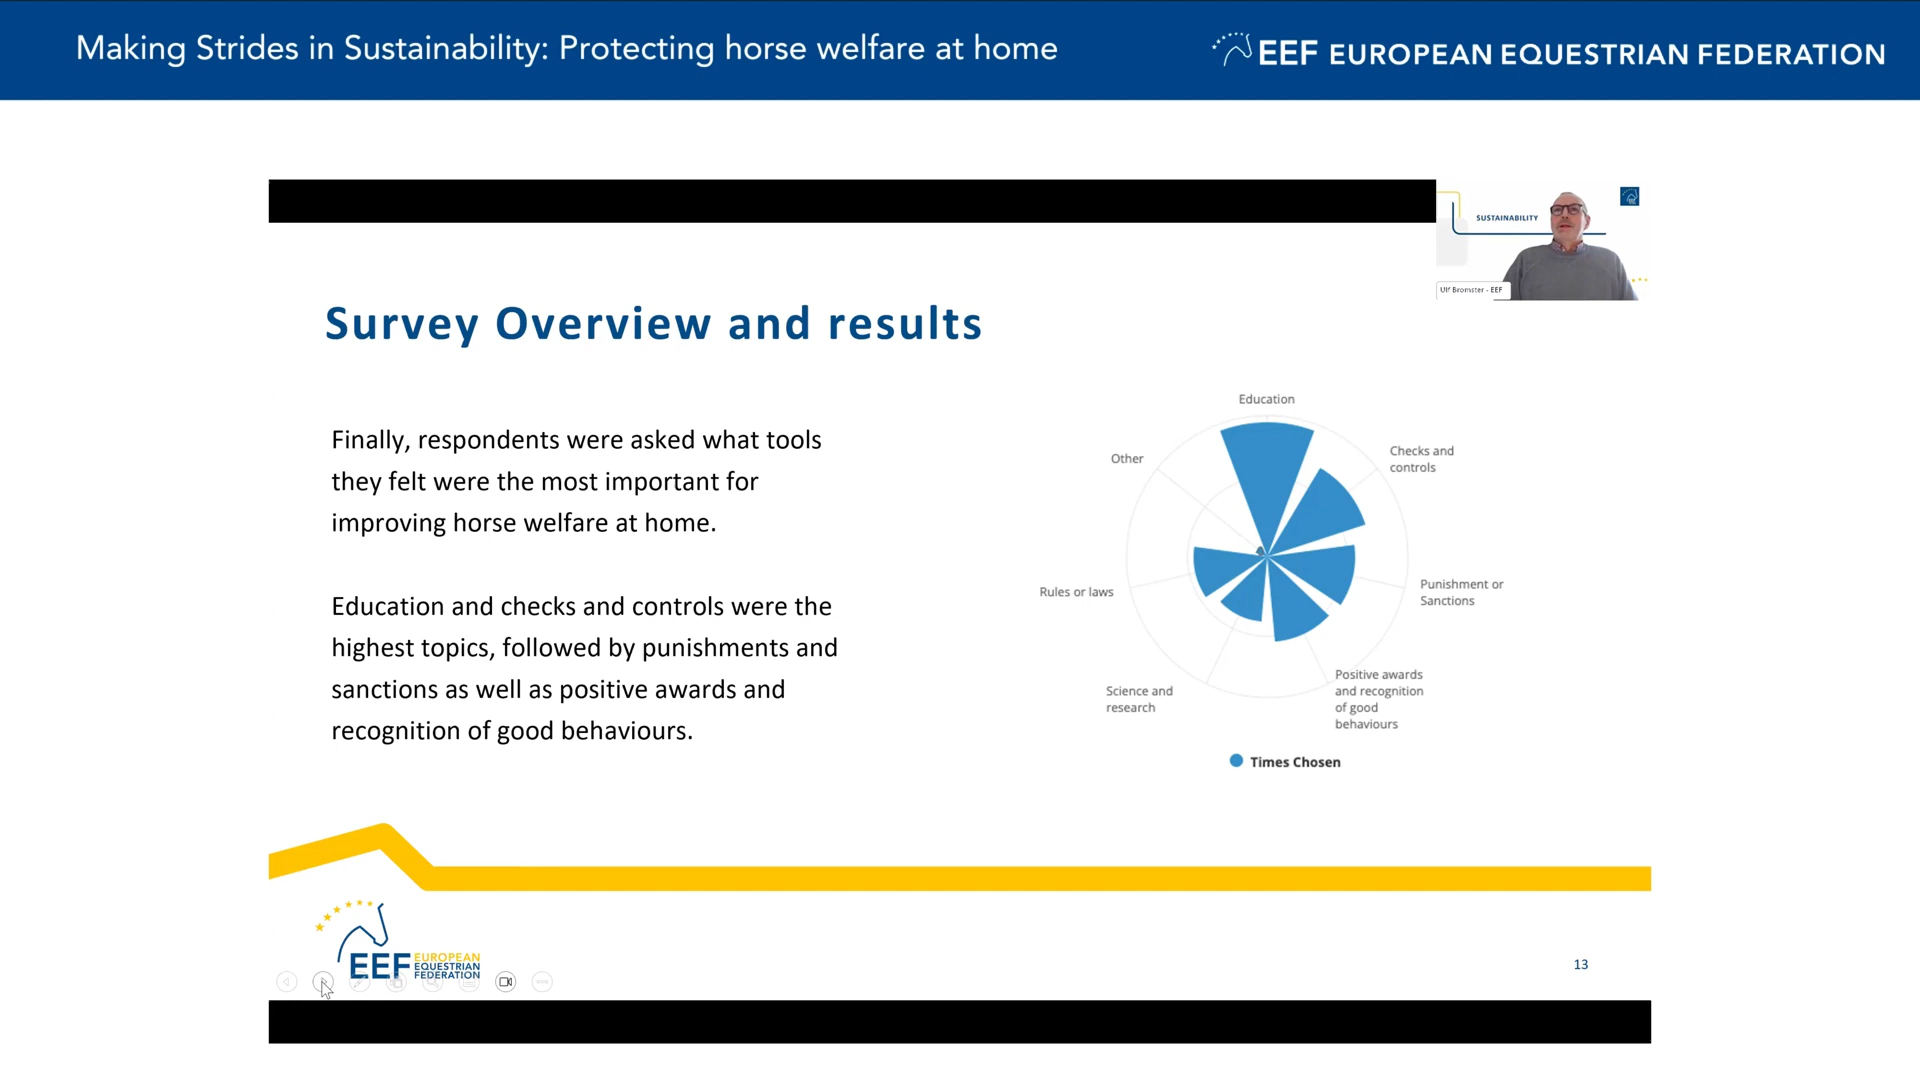 Making Strides in Sustainability: Protecting horse welfare at home
EEF EUROPEAN EQUESTRIAN FEDERATION
SUSTAINABILITY
Ulf Bromster - EEF
Survey Overview and results
Finally, respondents were asked what tools
they felt were the most important for
improving horse welfare at home.
Education and checks and controls were the
highest topics, followed by punishments and
sanctions as well as positive awards and
recognition of good behaviours.
Education
Checks and
controls
Punishment or
Sanctions
Positive awards
and recognition
of good
behaviours
Science and
research
Rules or laws
Other
Times Chosen
EEF EUROPEAN
EQUESTRIAN
FEDERATION
13